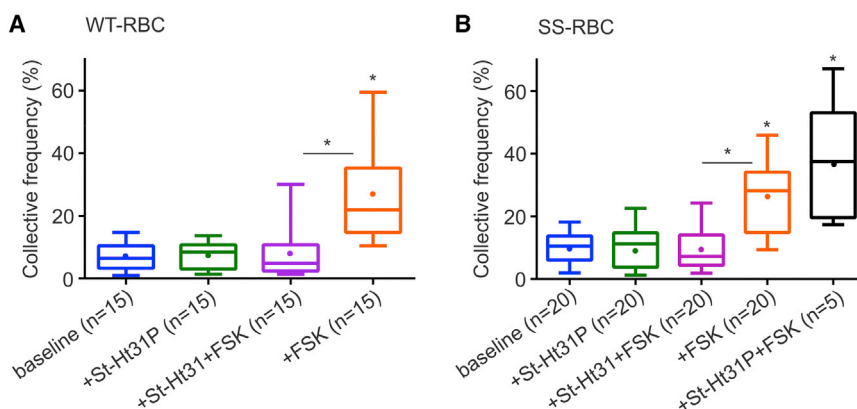 A WT-RBC
Collective frequency (%)
60
40
20
0
*
*
baseline (n=15)
+St-Ht31P (n=15)
+St-Ht31+FSK (n=15)
+FSK (n=15)
B SS-RBC
Collective frequency (%)
60
40
20
0
*
*
*
baseline (n=20)
+St-Ht31P (n=20)
+St-Ht31+FSK (n=20)
+FSK (n=20)
+St-Ht31P+FSK (n=5)